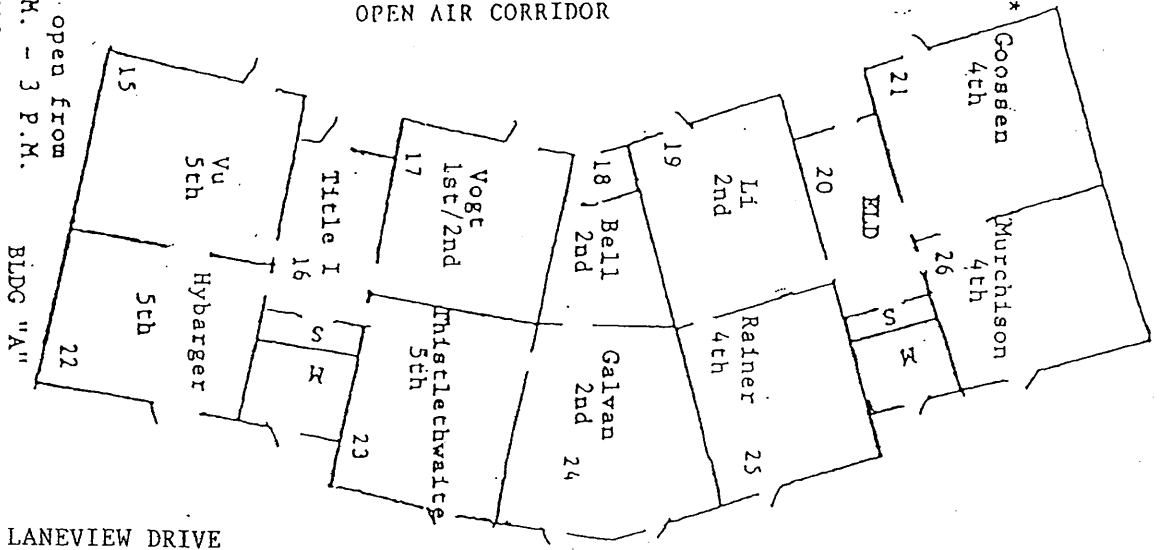 OPEN AIR CORRIDOR
*
open from
M. - 3 P.M.
15
Vu
5th
Title I
16
17
Vogt
1st/2nd
18
Bell
2nd
19
Li
2nd
20
ELD
21
Goossen
4th
Murchison
4th
26
Hybarger
5th
22
BLDG "A"
S
W
23
Thistlethwaite
5th
Galvan
2nd
24
Rainer
4th
25
S
W
LANEVIEW DRIVE